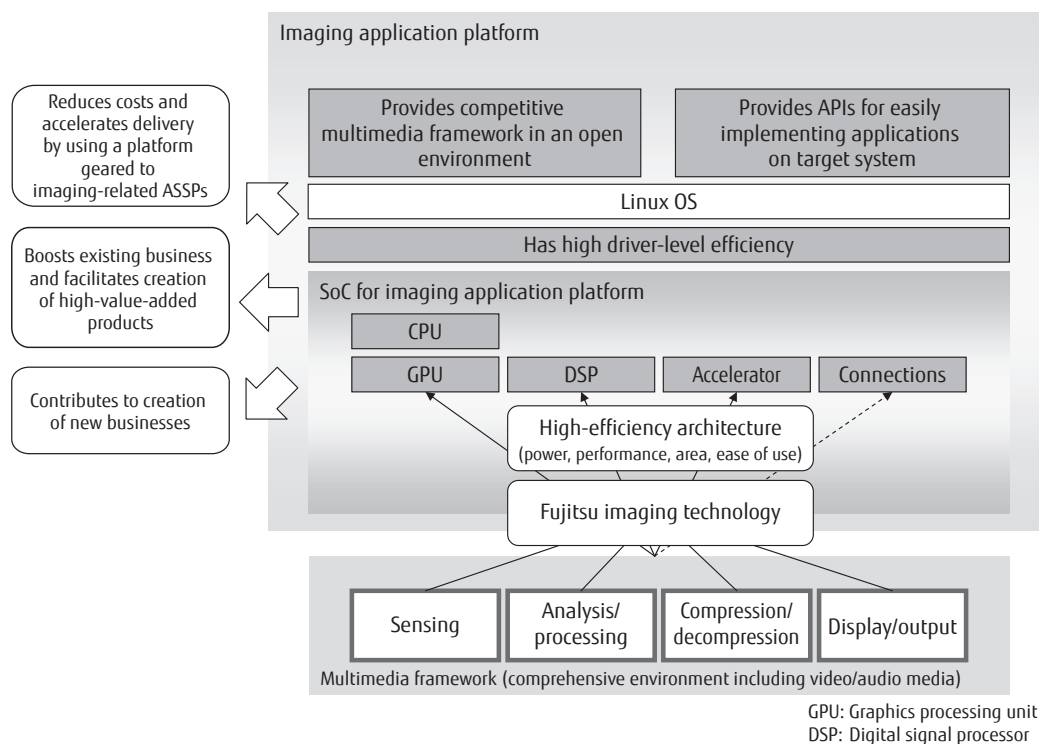 Imaging application platform
Reduces costs and
accelerates delivery
by using a platform
geared to
imaging-related ASSPs
Provides competitive
multimedia framework in an open
environment
Provides APIs for easily
implementing applications
on target system
Linux OS
Has high driver-level efficiency
Boosts existing business
and facilitates creation
of high-value-added
products
SoC for imaging application platform
CPU
GPU
DSP
Accelerator
Connections
Contributes to creation
of new businesses
High-efficiency architecture
(power, performance, area, ease of use)
Fujitsu imaging technology
Sensing
Analysis/
processing
Compression/
decompression
Display/output
Multimedia framework (comprehensive environment including video/audio media)
GPU: Graphics processing unit
DSP: Digital signal processor